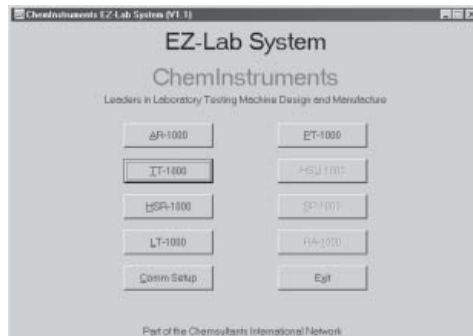 ChemInstruments EZ-Lab System (V1.1)
EZ-Lab System
ChemInstruments
Leaders in Laboratory Testing Machine Design and Manufacture
AR-1000
PT-1000
TT-1000
HSR-1000
LT-1000
Comm Setup
Exit
Part of the Chemsultants International Network